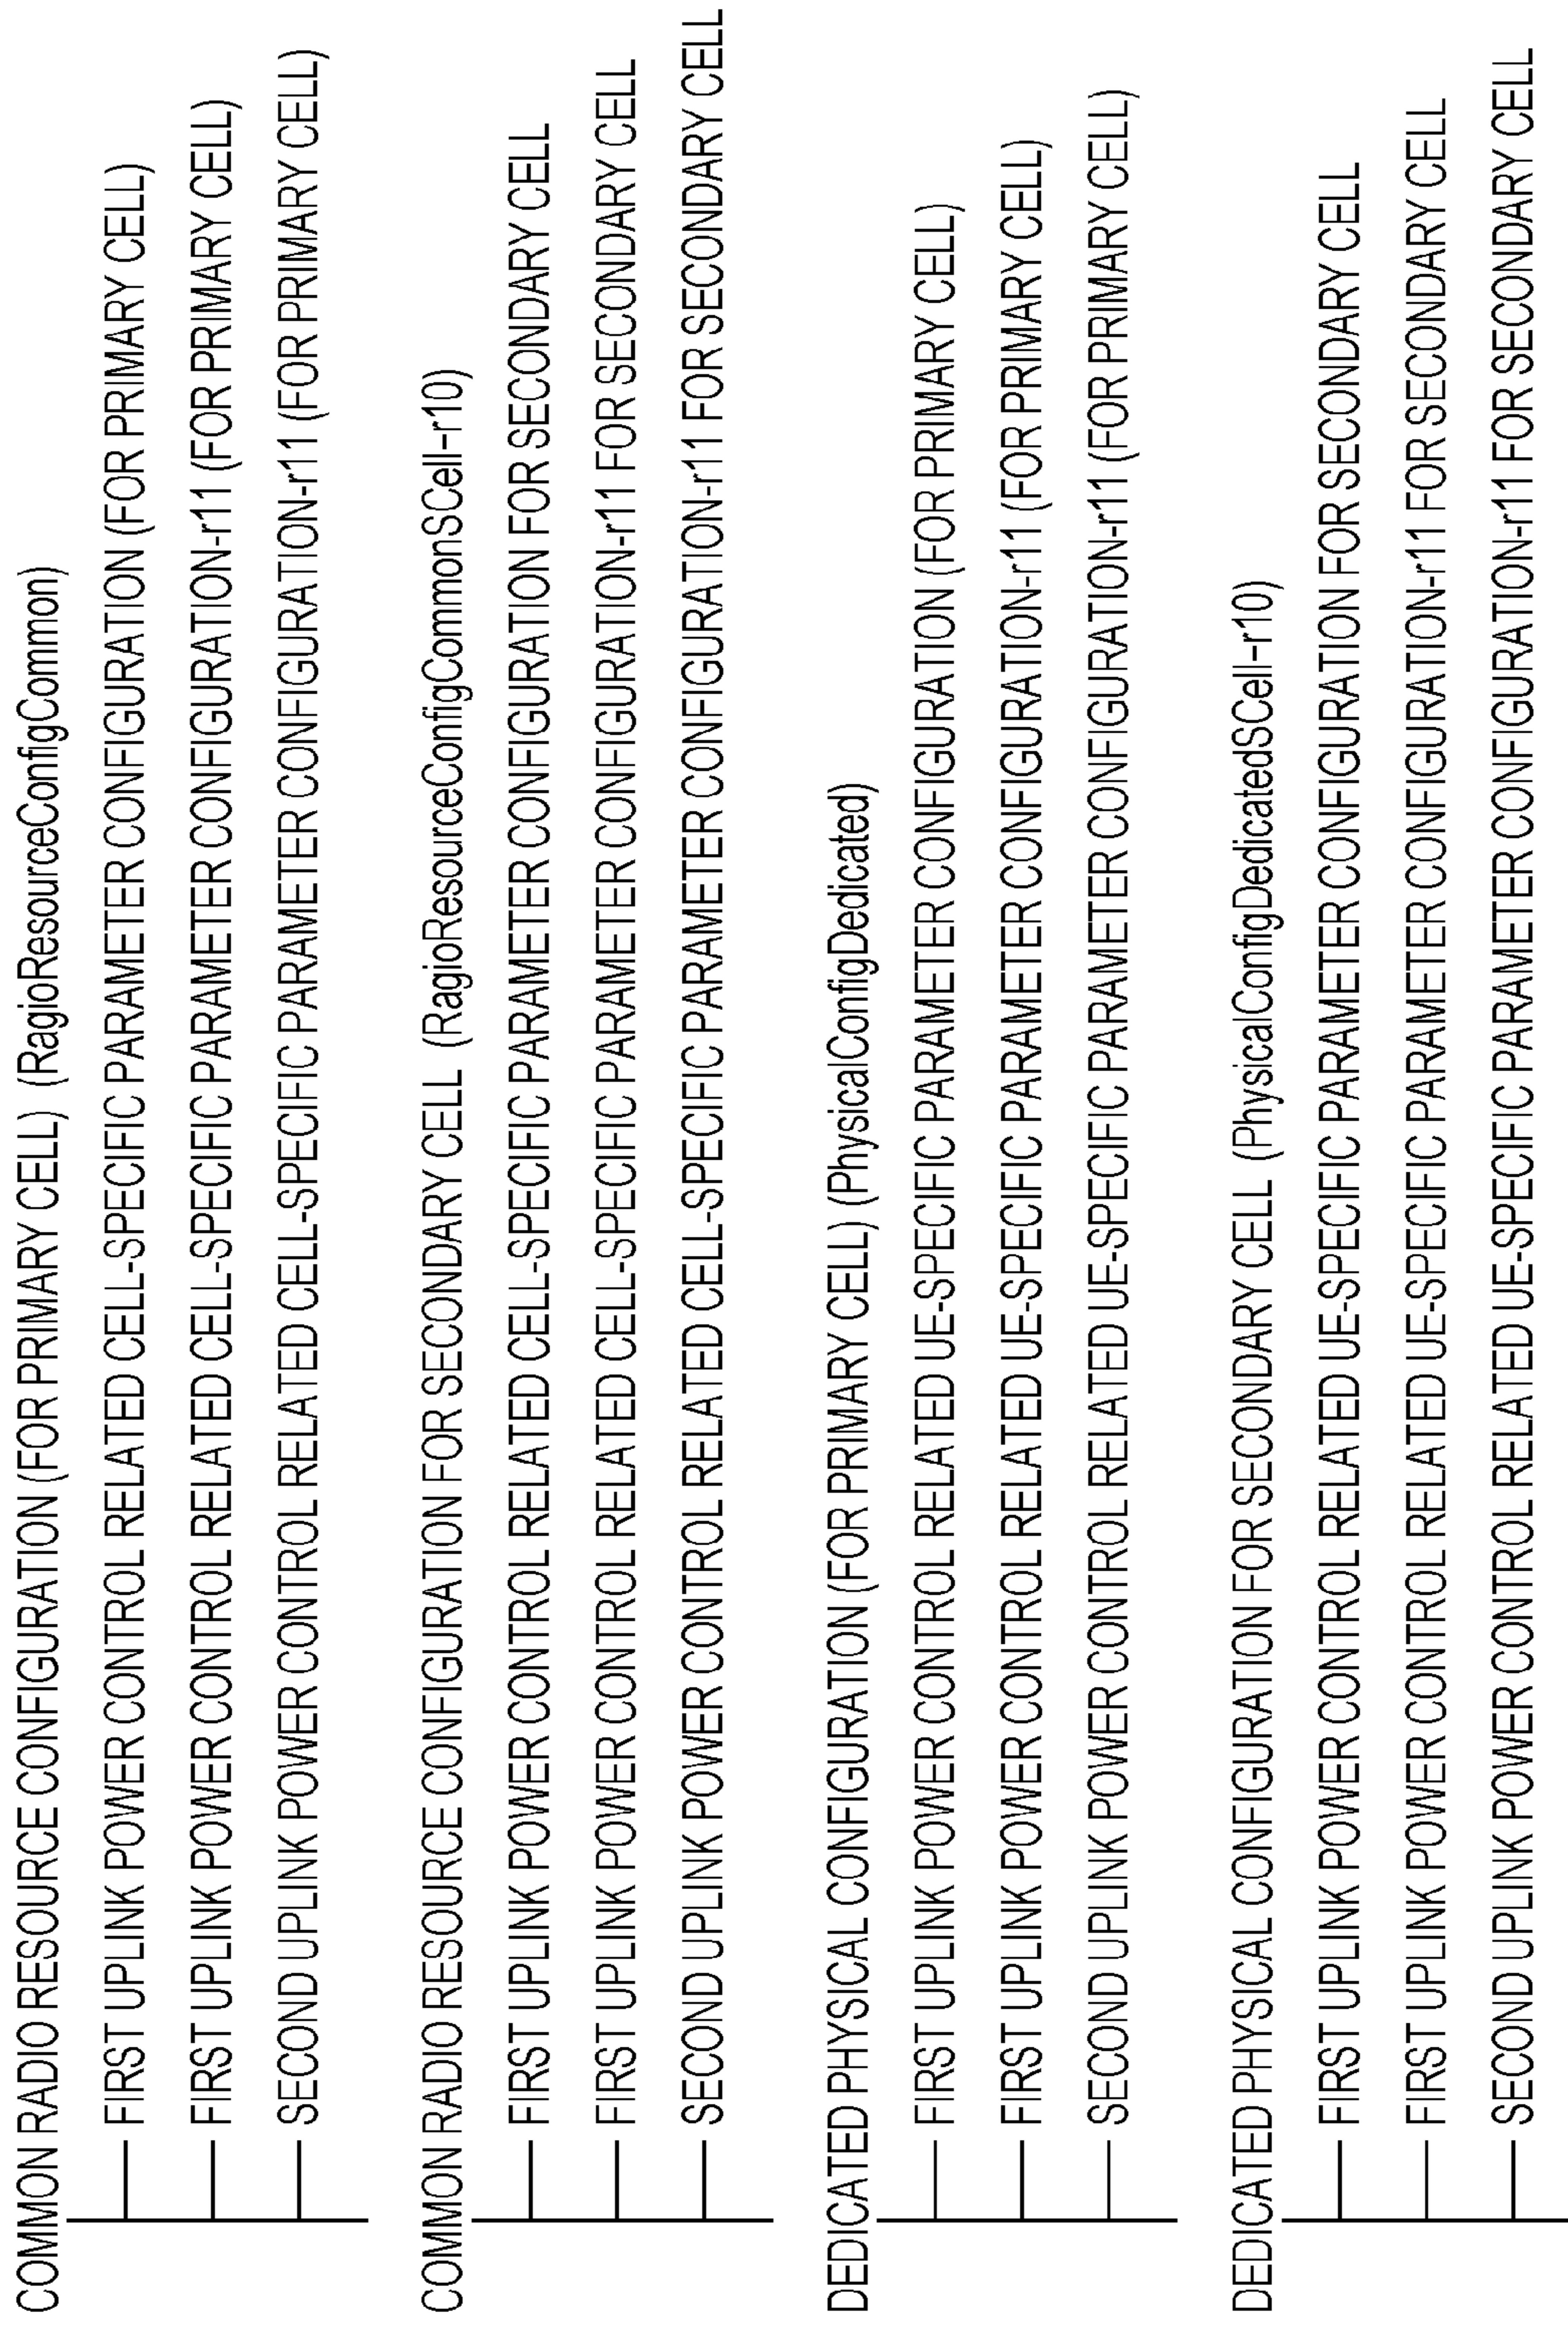 COMMON RADIO RESOURCE CONFIGURATION (FOR PRIMARY CELL) (RagioResourceConfigCommon)
FIRST UPLINK POWER CONTROL RELATED CELL-SPECIFIC PARAMETER CONFIGURATION (FOR PRIMARY CELL)
FIRST UPLINK POWER CONTROL RELATED CELL-SPECIFIC PARAMETER CONFIGURATION-r11 (FOR PRIMARY CELL)
SECOND UPLINK POWER CONTROL RELATED CELL-SPECIFIC PARAMETER CONFIGURATION-r11 (FOR PRIMARY CELL)
COMMON RADIO RESOURCE CONFIGURATION FOR SECONDARY CELL (RagioResourceConfigCommonSCell-r10)
FIRST UPLINK POWER CONTROL RELATED CELL-SPECIFIC PARAMETER CONFIGURATION FOR SECONDARY CELL
FIRST UPLINK POWER CONTROL RELATED CELL-SPECIFIC PARAMETER CONFIGURATION-r11 FOR SECONDARY CELL
SECOND UPLINK POWER CONTROL RELATED CELL-SPECIFIC PARAMETER CONFIGURATION-r11 FOR SECONDARY CELL
DEDICATED PHYSICAL CONFIGURATION (FOR PRIMARY CELL) (PhysicalConfigDedicated)
FIRST UPLINK POWER CONTROL RELATED UE-SPECIFIC PARAMETER CONFIGURATION (FOR PRIMARY CELL)
FIRST UPLINK POWER CONTROL RELATED UE-SPECIFIC PARAMETER CONFIGURATION-r11 (FOR PRIMARY CELL)
SECOND UPLINK POWER CONTROL RELATED UE-SPECIFIC PARAMETER CONFIGURATION-r11 (FOR PRIMARY CELL)
DEDICATED PHYSICAL CONFIGURATION FOR SECONDARY CELL (PhysicalConfigDedicatedSCell-r10)
FIRST UPLINK POWER CONTROL RELATED UE-SPECIFIC PARAMETER CONFIGURATION FOR SECONDARY CELL
FIRST UPLINK POWER CONTROL RELATED UE-SPECIFIC PARAMETER CONFIGURATION-r11 FOR SECONDARY CELL
SECOND UPLINK POWER CONTROL RELATED UE-SPECIFIC PARAMETER CONFIGURATION-r11 FOR SECONDARY CELL